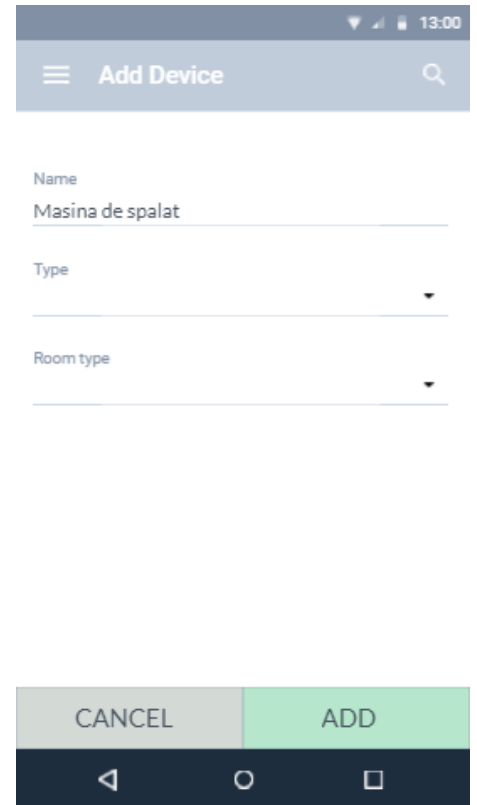 13:00
Add Device
Name
Masina de spalat
Type
Room type
CANCEL ADD